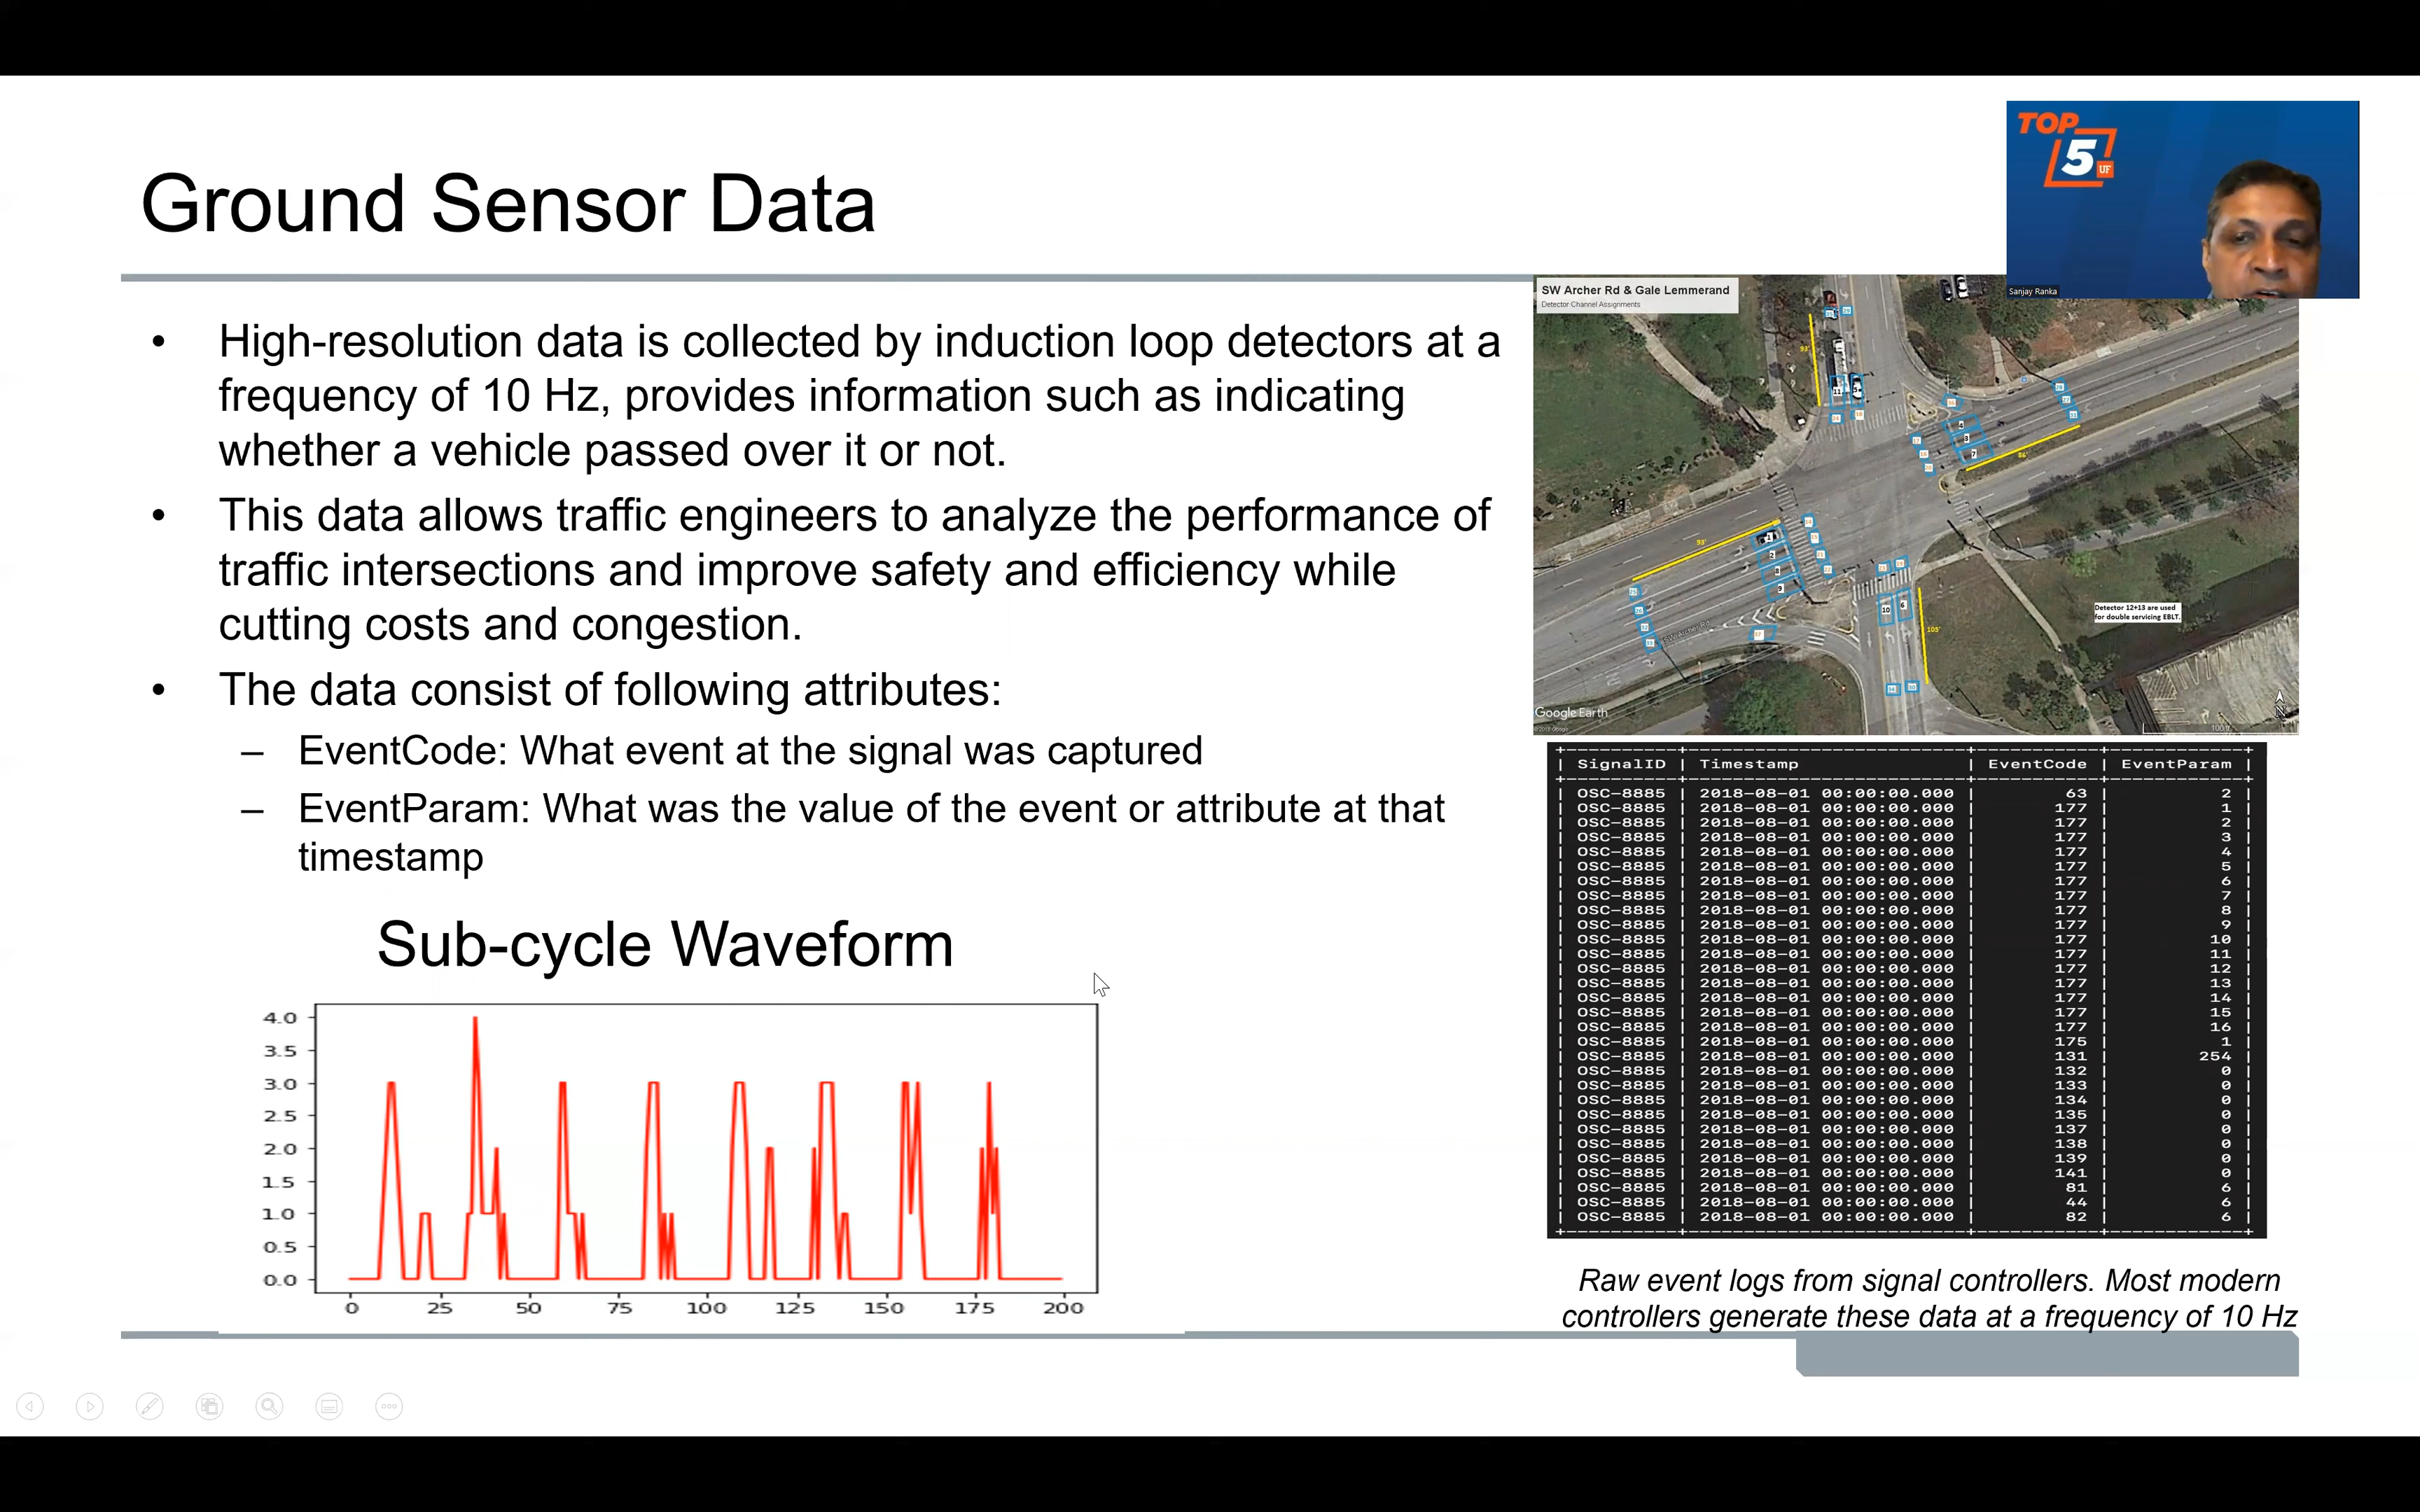 Ground Sensor Data
TOP
5
UF
Sanjay Ranka
• High-resolution data is collected by induction loop detectors at a
frequency of 10 Hz, provides information such as indicating
whether a vehicle passed over it or not.
• This data allows traffic engineers to analyze the performance of
traffic intersections and improve safety and efficiency while
cutting costs and congestion.
• The data consist of following attributes:
– EventCode: What event at the signal was captured
– EventParam: What was the value of the event or attribute at that
timestamp
Sub-cycle Waveform
4.0
3.5
3.0
2.5
2.0
1.5
1.0
0.5
0.0
0 25 50 75 100 125 150 175 200
SW Archer Rd & Gale Lemmerand
Detector Channel Assignments
93'
11
4
3
7
86'
93'
1
2
8
9
10 6
105'
SW Archer Rd
Detector 12+13 are used
for double servicing EBLT.
Google Earth
100 ft
N
| SignalID | Timestamp | EventCode | EventParam |
| OSC-8885 | 2018-08-01 00:00:00.000 | 63 | 2 |
| OSC-8885 | 2018-08-01 00:00:00.000 | 177 | 1 |
| OSC-8885 | 2018-08-01 00:00:00.000 | 177 | 2 |
| OSC-8885 | 2018-08-01 00:00:00.000 | 177 | 3 |
| OSC-8885 | 2018-08-01 00:00:00.000 | 177 | 4 |
| OSC-8885 | 2018-08-01 00:00:00.000 | 177 | 5 |
| OSC-8885 | 2018-08-01 00:00:00.000 | 177 | 6 |
| OSC-8885 | 2018-08-01 00:00:00.000 | 177 | 7 |
| OSC-8885 | 2018-08-01 00:00:00.000 | 177 | 8 |
| OSC-8885 | 2018-08-01 00:00:00.000 | 177 | 9 |
| OSC-8885 | 2018-08-01 00:00:00.000 | 177 | 10 |
| OSC-8885 | 2018-08-01 00:00:00.000 | 177 | 11 |
| OSC-8885 | 2018-08-01 00:00:00.000 | 177 | 12 |
| OSC-8885 | 2018-08-01 00:00:00.000 | 177 | 13 |
| OSC-8885 | 2018-08-01 00:00:00.000 | 177 | 14 |
| OSC-8885 | 2018-08-01 00:00:00.000 | 177 | 15 |
| OSC-8885 | 2018-08-01 00:00:00.000 | 177 | 16 |
| OSC-8885 | 2018-08-01 00:00:00.000 | 175 | 1 |
| OSC-8885 | 2018-08-01 00:00:00.000 | 131 | 254 |
| OSC-8885 | 2018-08-01 00:00:00.000 | 132 | 0 |
| OSC-8885 | 2018-08-01 00:00:00.000 | 133 | 0 |
| OSC-8885 | 2018-08-01 00:00:00.000 | 134 | 0 |
| OSC-8885 | 2018-08-01 00:00:00.000 | 135 | 0 |
| OSC-8885 | 2018-08-01 00:00:00.000 | 137 | 0 |
| OSC-8885 | 2018-08-01 00:00:00.000 | 138 | 0 |
| OSC-8885 | 2018-08-01 00:00:00.000 | 139 | 0 |
| OSC-8885 | 2018-08-01 00:00:00.000 | 141 | 0 |
| OSC-8885 | 2018-08-01 00:00:00.000 | 81 | 6 |
| OSC-8885 | 2018-08-01 00:00:00.000 | 44 | 6 |
| OSC-8885 | 2018-08-01 00:00:00.000 | 82 | 6 |
Raw event logs from signal controllers. Most modern
controllers generate these data at a frequency of 10 Hz